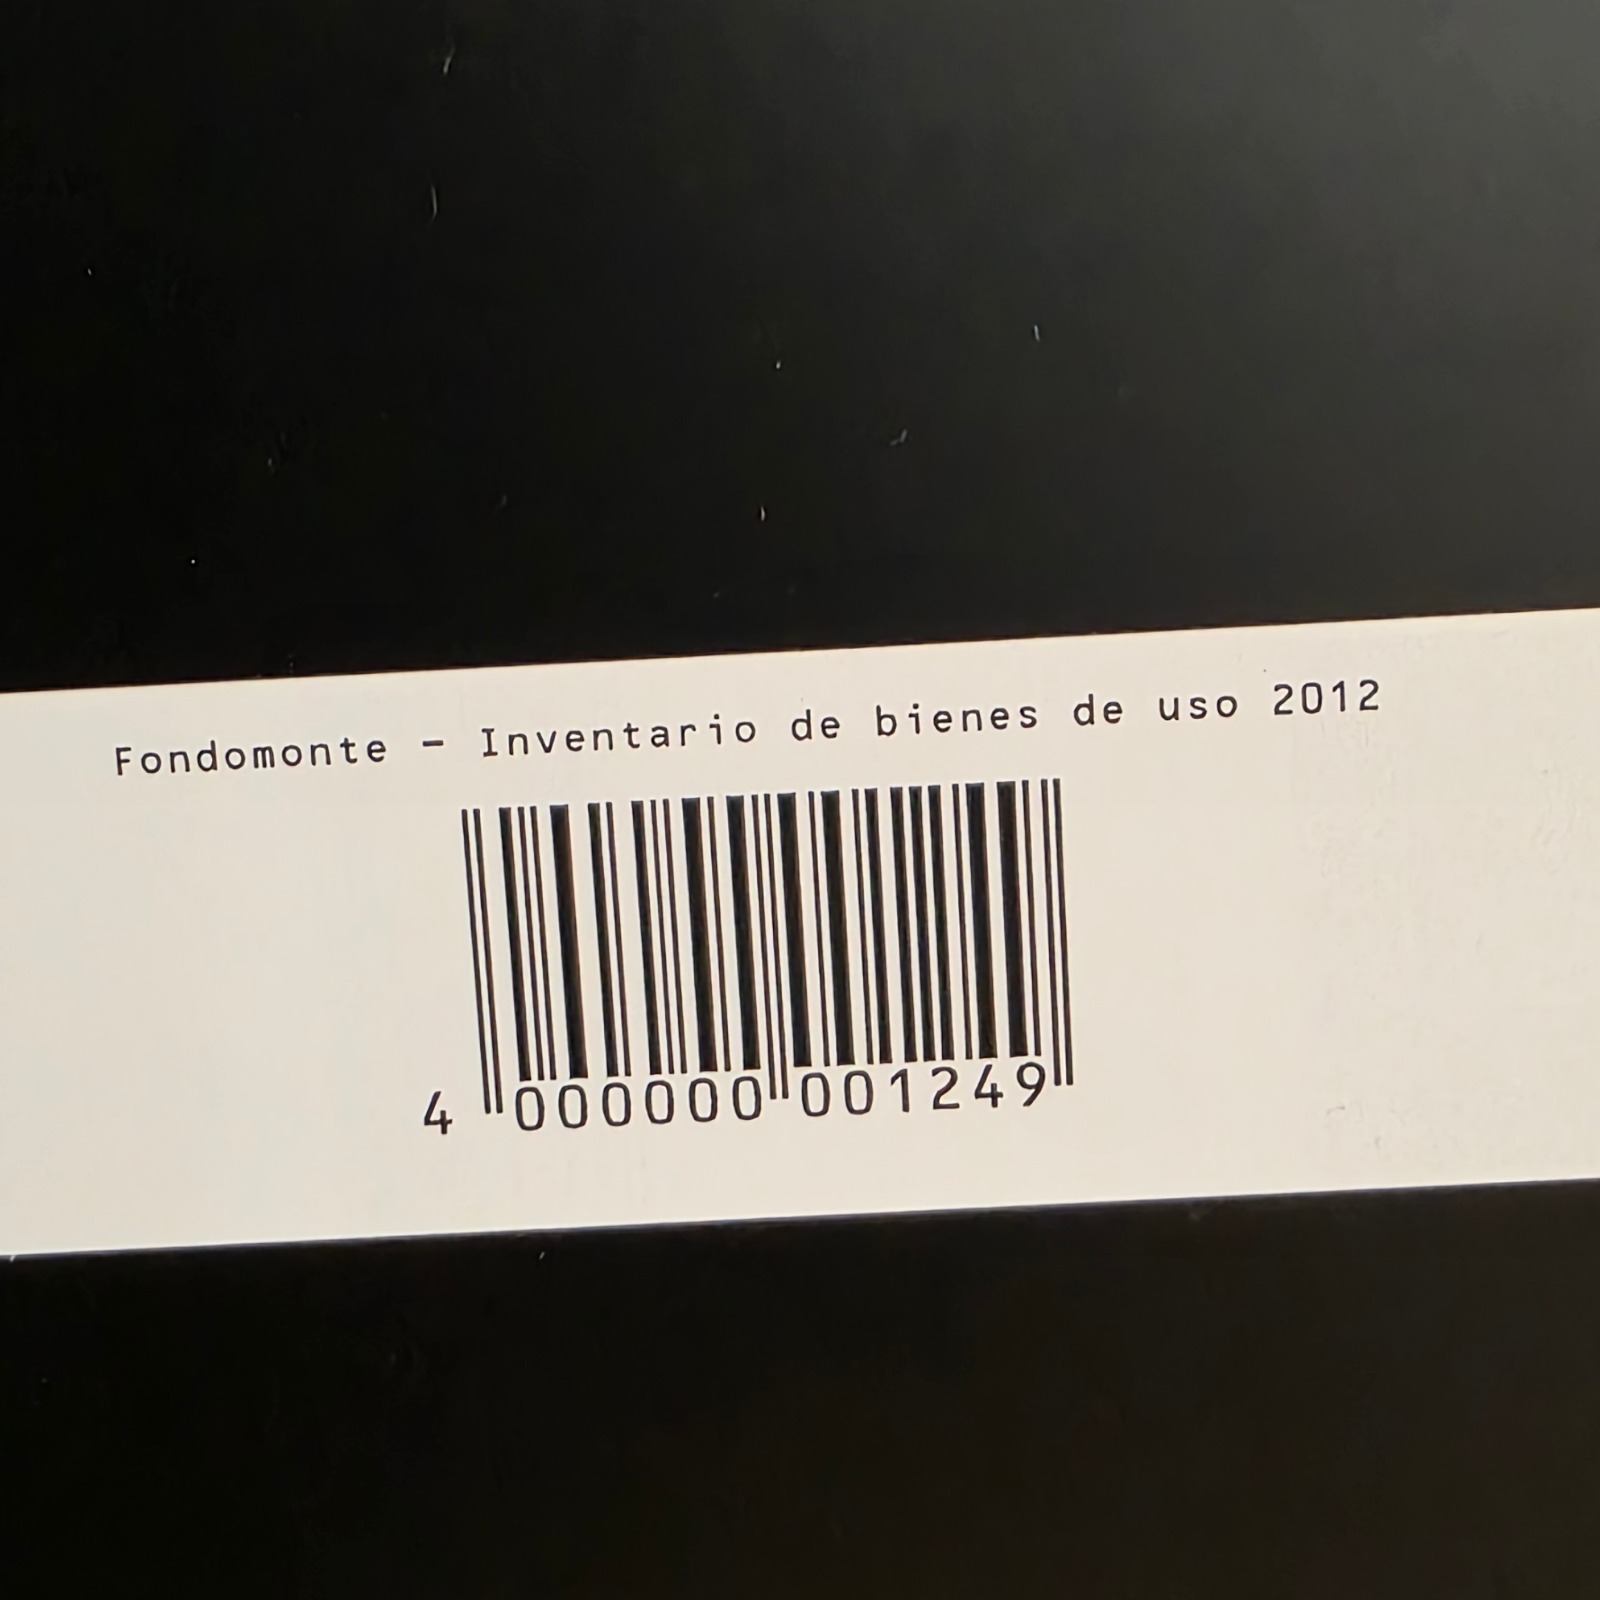 Fondomonte - Inventario de bienes de uso 2012
4 000000 001249